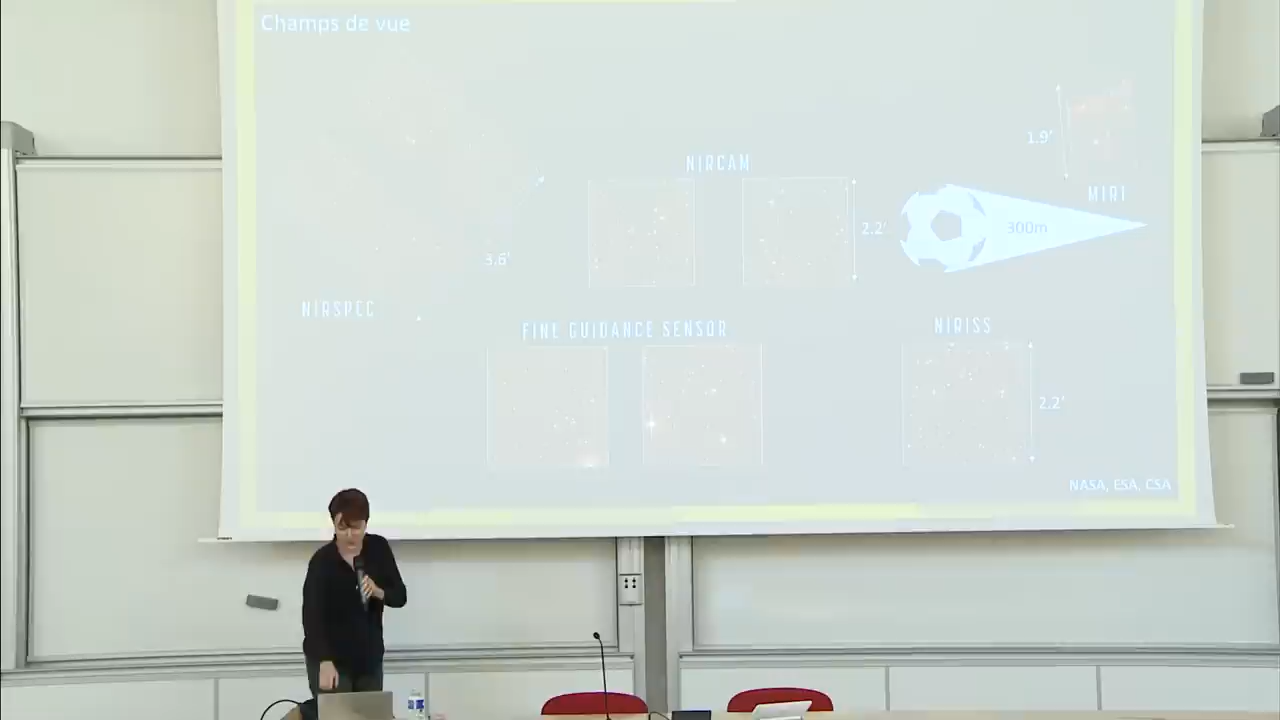 Champs de vue
1.9'
NIRCAM
MIRI
2.2'
300m
3.6'
NIRSPEC
FINE GUIDANCE SENSOR
NIRISS
2.2'
NASA, ESA, CSA